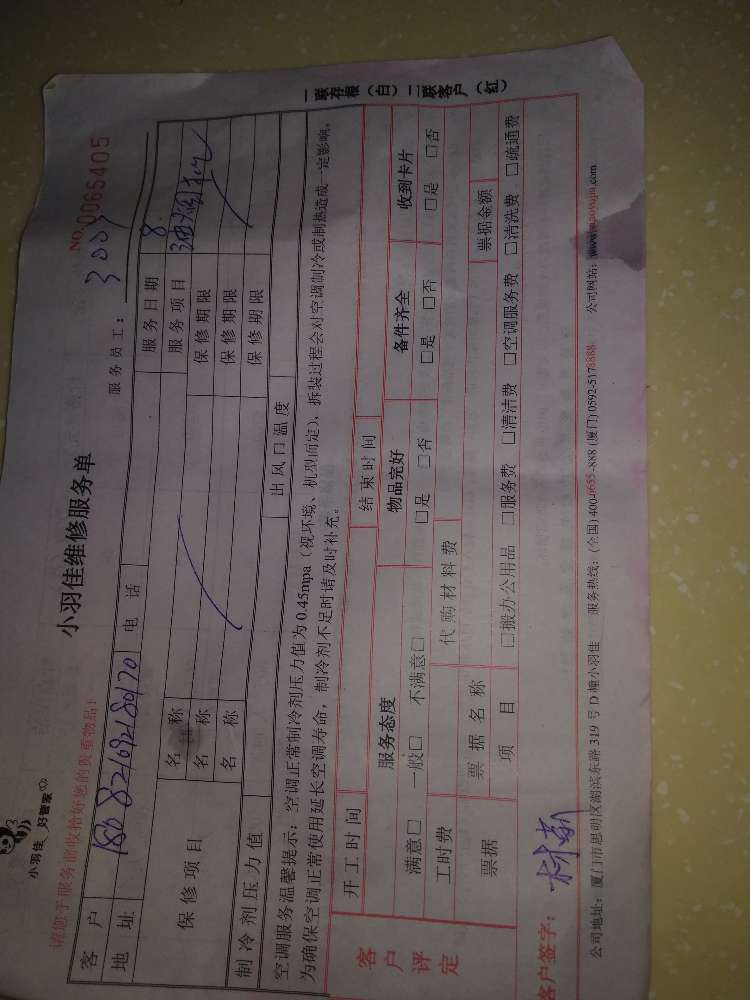 小羽佳 好管家
请您于服务前收拾好您的贵重物品!
小羽佳维修服务单
NO.0065405
服务员工: 3007
客户
服务日期 8
地址
电话
服务项目
保修项目
名称 保修期限
名称 保修期限
名称 保修期限
制冷剂压力值 出风口温度
空调服务温馨提示: 空调正常制冷剂压力值为0.45mpa (视环境、机型而定)、拆装过程会对空调制冷或制热造成一定影响,
为确保空调正常使用延长空调寿命, 制冷剂不足时请及时补充。
一联存根 (白) 二联客户 (红)
客户评定
开工时间 结束时间
服务态度 物品完好 备件齐全 收到卡片
满意□ 一般□ 不满意□ □是 □否 □是 □否 □是 □否
工时费 代购材料费
票据 票据名称 票据金额
项目 □搬办公用品 □服务费 □清洁费 □空调服务费 □清洗费 □疏通费
客户签字:
公司地址: 厦门市思明区湖滨东路319号D幢小羽佳 服务热线: (全国) 400-1655-888 (厦门) 0592-5178888 公司网站: